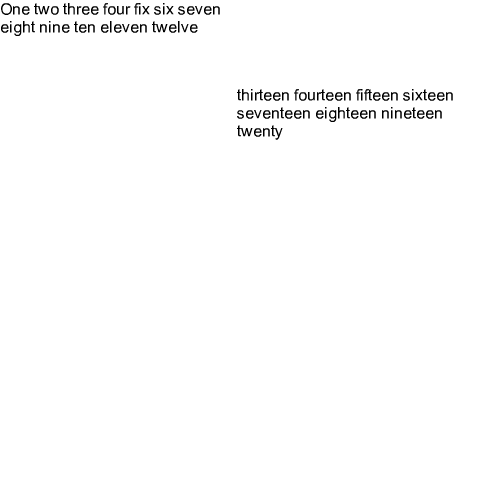 One two three four fix six seven
eight nine ten eleven twelve
thirteen fourteen fifteen sixteen
seventeen eighteen nineteen
twenty